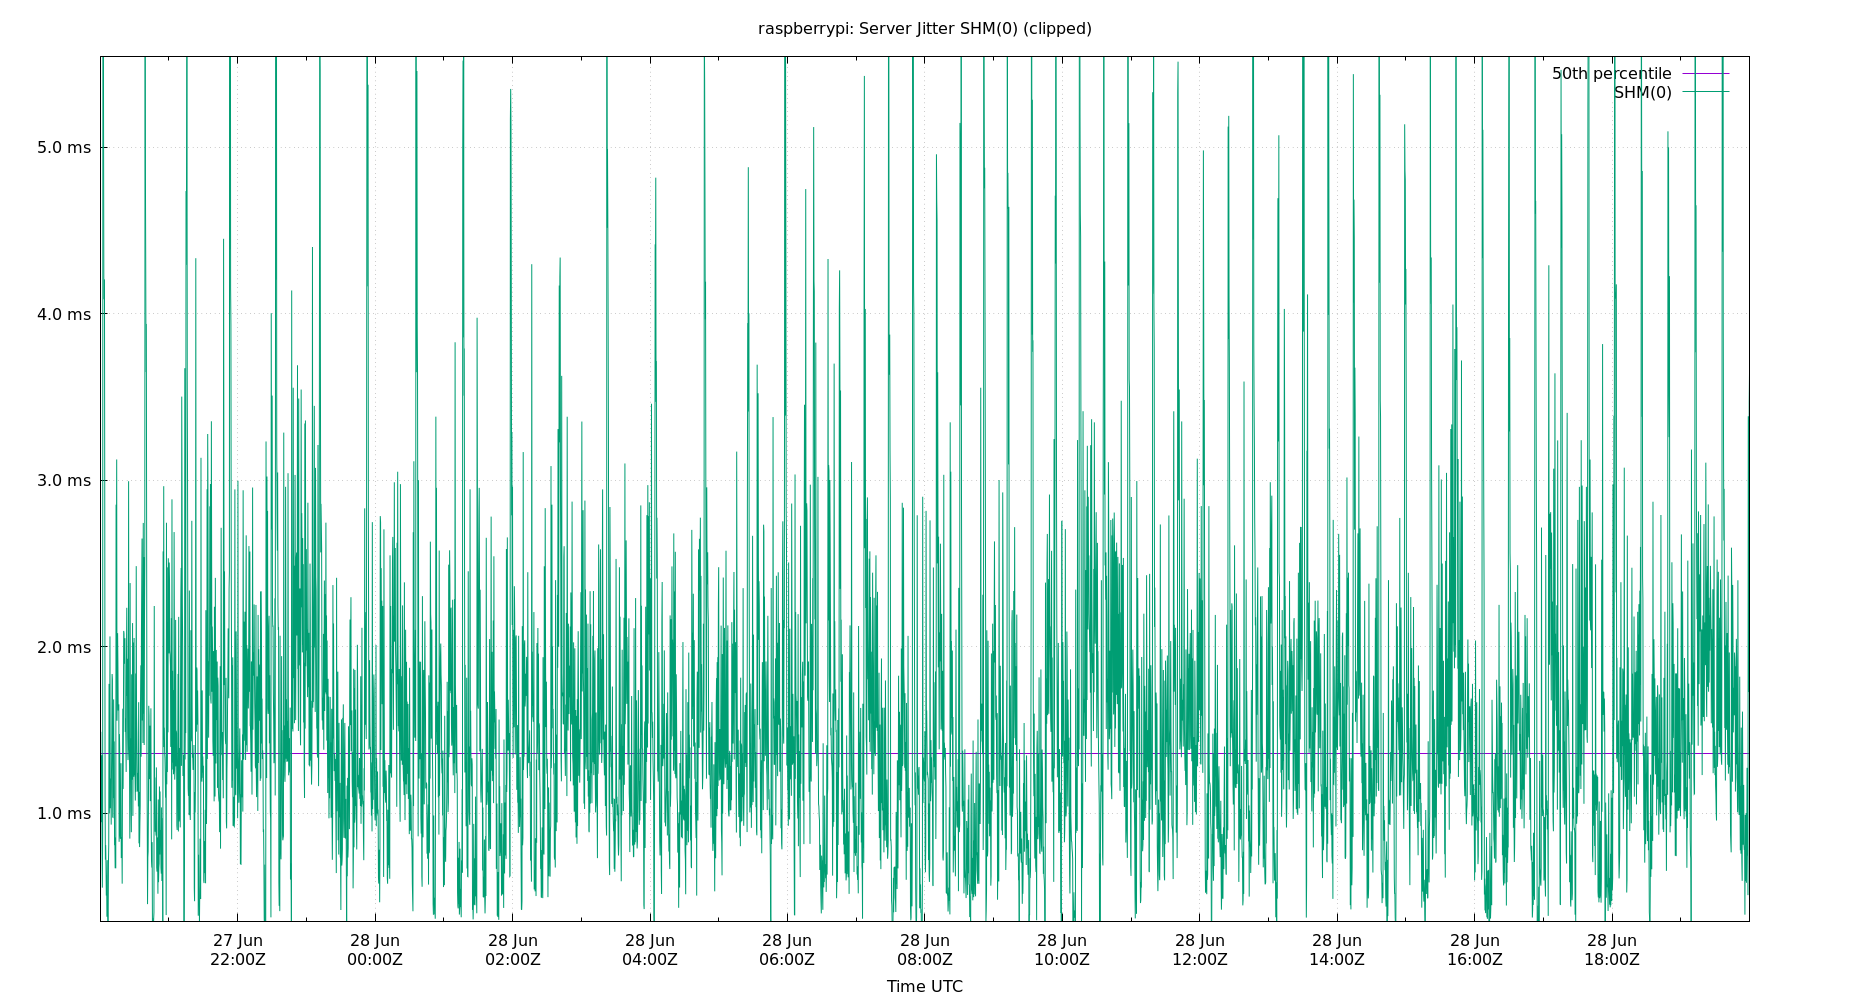 raspberrypi: Server Jitter SHM(0) (clipped)
50th percentile
SHM(0)
5.0 ms
4.0 ms
3.0 ms
2.0 ms
1.0 ms
27 Jun 28 Jun 28 Jun 28 Jun 28 Jun 28 Jun 28 Jun 28 Jun 28 Jun 28 Jun 28 Jun
22:00Z 00:00Z 02:00Z 04:00Z 06:00Z 08:00Z 10:00Z 12:00Z 14:00Z 16:00Z 18:00Z
Time UTC